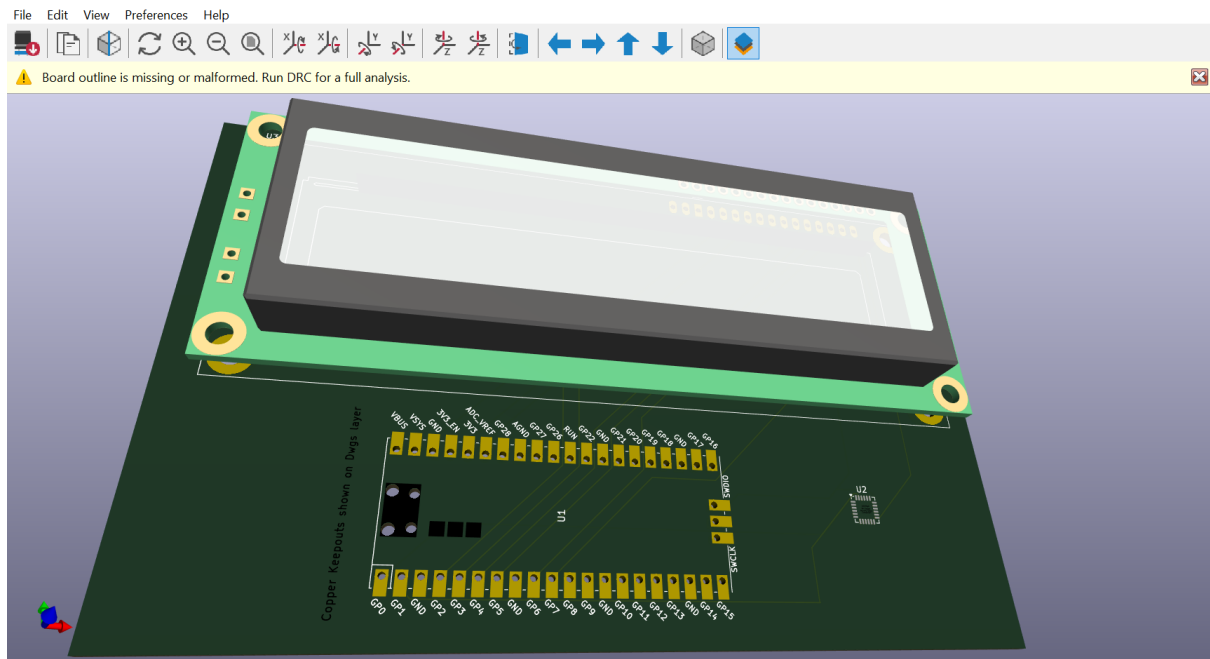 File Edit View Preferences Help
X X Y Y Z Z
Board outline is missing or malformed. Run DRC for a full analysis.
U3
Copper Keepouts shown on Dwgs layer
VBUS VSYS GND 3V3_EN 3V3 ADC_VREF GP28 AGND GP27 GP26 RUN GP22 GND GP21 GP20 GP19 GP18 GND GP17 GP16
SWDIO
U2
U1
SWCLK
GP0 GP1 GND GP2 GP3 GP4 GP5 GND GP6 GP7 GP8 GP9 GND GP10 GP11 GP12 GP13 GND GP14 GP15